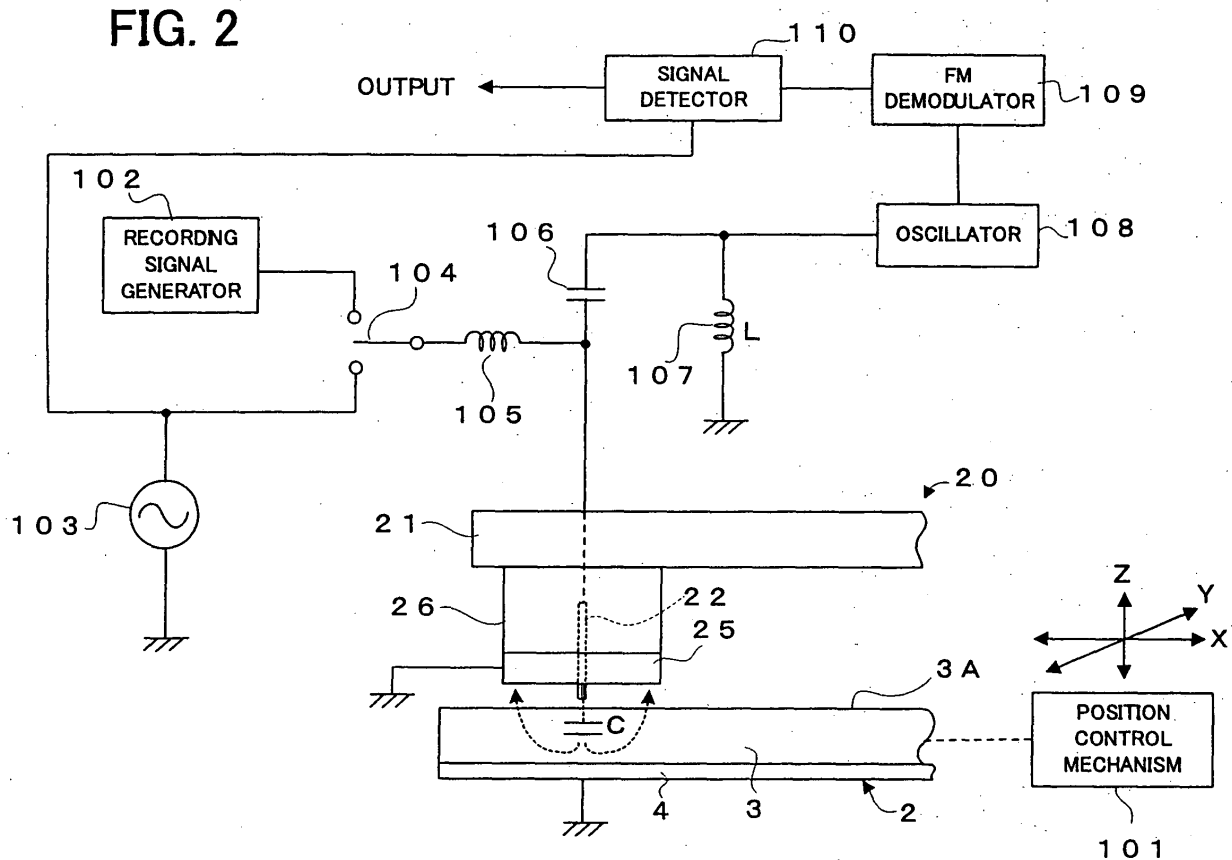 FIG. 2
110
OUTPUT
SIGNAL
DETECTOR
FM
DEMODULATOR
109
102
RECORDING
SIGNAL
GENERATOR
104
106
OSCILLATOR
108
L
107
105
103
20
21
26
22
25
Z
Y
X
3A
C
POSITION
CONTROL
MECHANISM
4
3
2
101